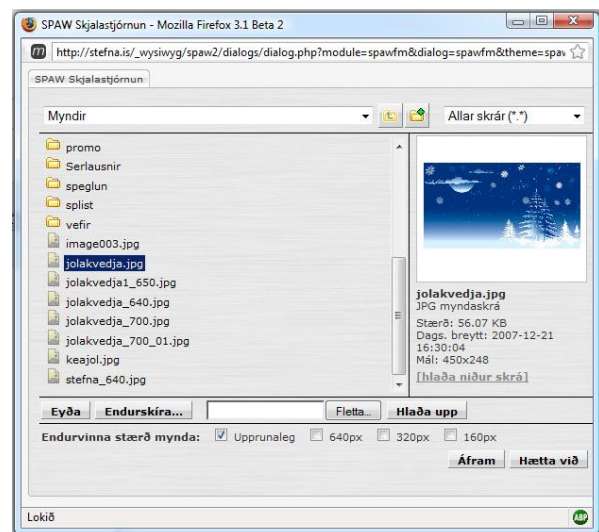 SPAW Skjalastjórnun - Mozilla Firefox 3.1 Beta 2
http://stefna.is/_wysiwyg/spaw2/dialogs/dialog.php?module=spawfm&dialog=spawfm&theme=spaw
SPAW Skjalastjórnun
Myndir
Allar skrár (*.*)
promo
Serlausnir
speglun
splist
vefir
image003.jpg
jolakvedja.jpg
jolakvedja1_650.jpg
jolakvedja_640.jpg
jolakvedja_700.jpg
jolakvedja_700_01.jpg
keajol.jpg
stefna_640.jpg
jolakvedja.jpg
JPG myndaskrá
Stærð: 56.07 KB
Dags. breytt: 2007-12-21
16:30:04
Mál: 450x248
[hlaða niður skrá]
Eyða Endurskíra... Fletta... Hlaða upp
Endurvinna stærð mynda: Upprunaleg 640px 320px 160px
Áfram Hætta við
Lokið
ABP